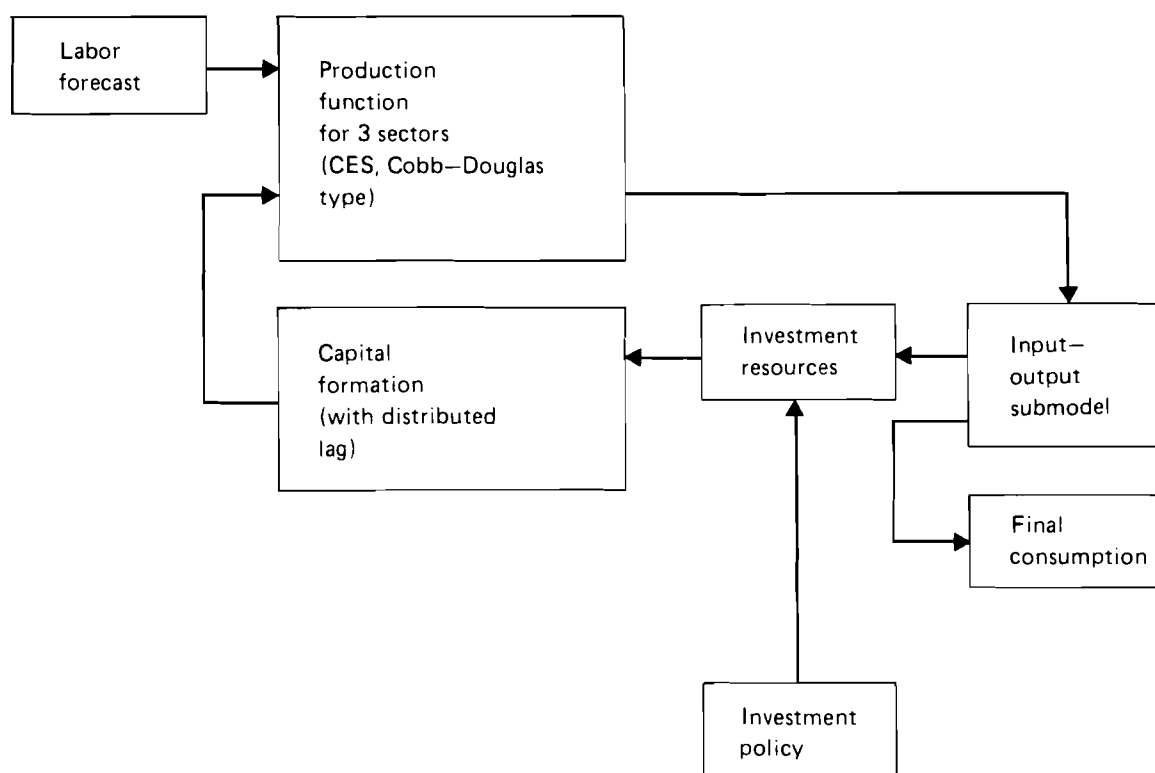 Labor
forecast
Production
function
for 3 sectors
(CES, Cobb—Douglas
type)
Capital
formation
(with distributed
lag)
Investment
resources
Input—
output
submodel
Final
consumption
Investment
policy